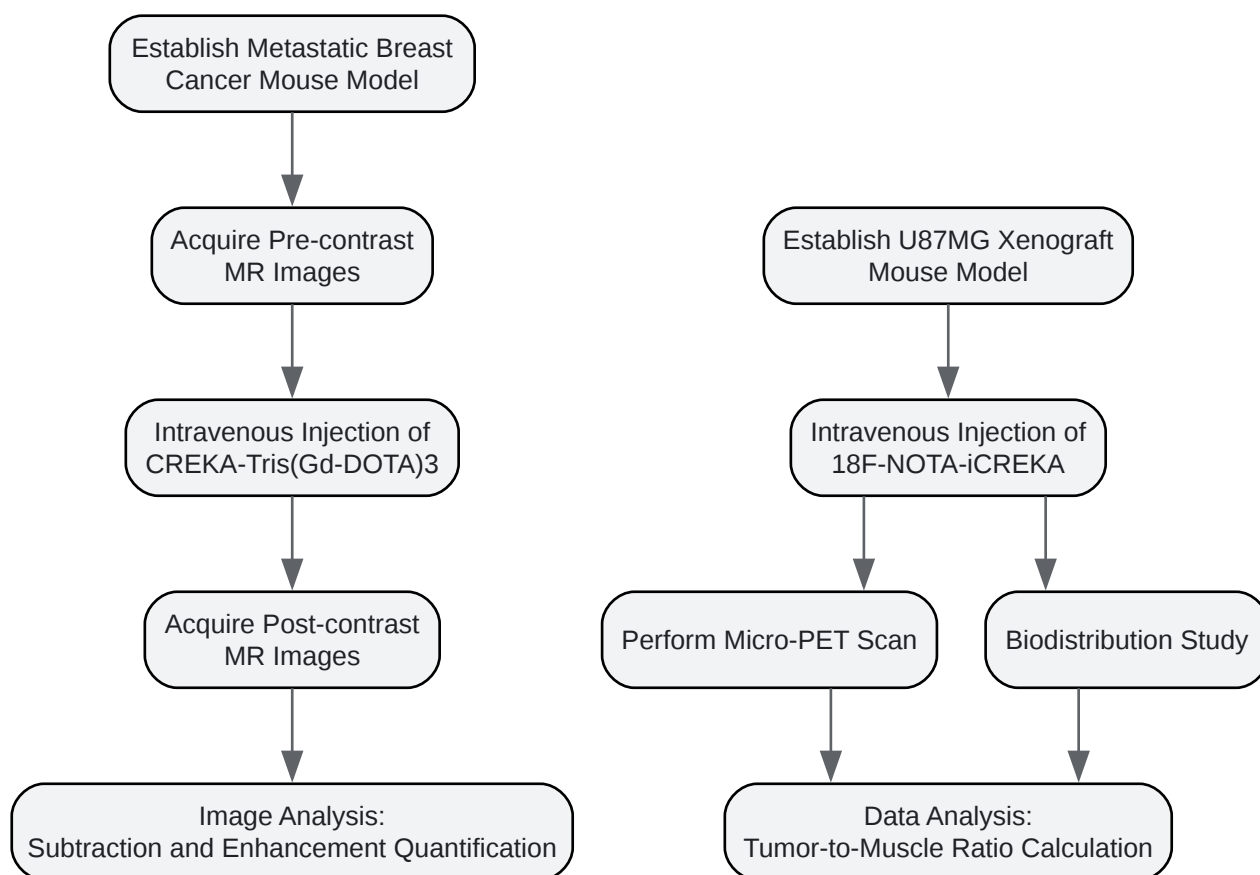 Establish Metastatic Breast
Cancer Mouse Model
Acquire Pre-contrast
MR Images
Intravenous Injection of
CREKA-Tris(Gd-DOTA)3
Acquire Post-contrast
MR Images
Image Analysis:
Subtraction and Enhancement Quantification
Establish U87MG Xenograft
Mouse Model
Intravenous Injection of
18F-NOTA-iCREKA
Perform Micro-PET Scan
Biodistribution Study
Data Analysis:
Tumor-to-Muscle Ratio Calculation